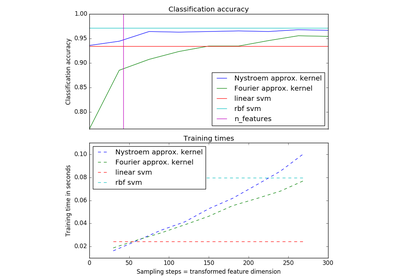 Classification accuracy
1.00
0.95
0.90
0.85
0.80
Classification accuracy
Nystroem approx. kernel
Fourier approx. kernel
linear svm
rbf svm
n_features
Training times
0.10
0.08
0.06
0.04
0.02
Training time in seconds
Nystroem approx. kernel
Fourier approx. kernel
linear svm
rbf svm
0 50 100 150 200 250 300
Sampling steps = transformed feature dimension